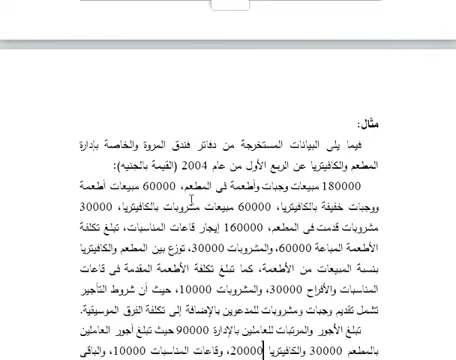 مثال:
فيما يلى البيانات المستخرجة من دفاتر فندق المروة والخاصة بإدارة
المطعم والكافيتريا عن الربع الأول من عام 2004 (القيمة بالجنيه):
180000 مبيعات وجبات وأطعمة فى المطعم، 60000 مبيعات أطعمة
ووجبات خفيفة بالكافيتريا، 60000 مبيعات مشروبات بالكافيتريا، 30000
مشروبات قدمت فى المطعم، 160000 إيجار قاعات المناسبات، تبلغ تكلفة
الأطعمة المباعة 60000، والمشروبات 30000، توزع بين المطعم والكافيتريا
بنسبة المبيعات من الأطعمة، كما تبلغ تكلفة الأطعمة المقدمة فى قاعات
المناسبات والأفراح 30000، والمشروبات 10000، حيث أن شروط التأجير
تشمل تقديم وجبات ومشروبات للمدعوين بالإضافة إلى تكلفة الفرق الموسيقية.
تبلغ الأجور والمرتبات للعاملين بالإدارة 90000 حيث تبلغ أجور العاملين
بالمطعم 30000 والكافيتريا 20000، وقاعات المناسبات 10000، والباقى